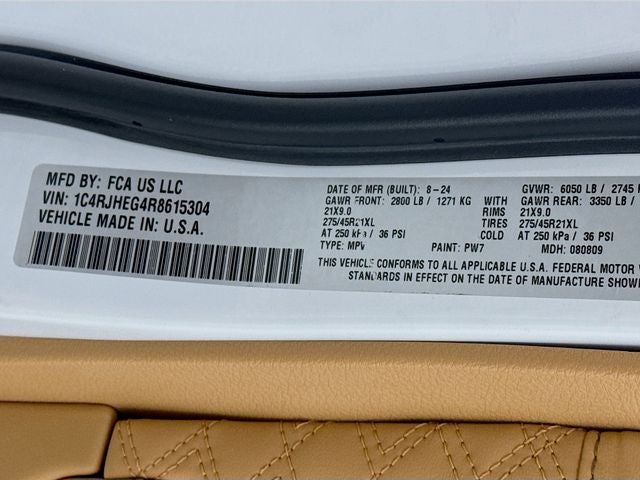 MFD BY: FCA US LLC
VIN: 1C4RJHEG4R8615304
VEHICLE MADE IN U.S.A.
DATE OF MFR (BUILT): 8-24 GVWR: 6050 LB / 2745 
GAWR FRONT: 2800 LB / 1271 KG WITH GAWR REAR: 3350 LB /
21X9.0 RIMS 21X9.0
275/45R21XL TIRES 275/45R21XL
AT 250 kPa / 36 PSI COLD AT 250 kPa / 36 PSI
TYPE: MPV PAINT: PW7 MDH: 080809
THIS VEHICLE CONFORMS TO ALL APPLICABLE U.S.A. FEDERAL MOTOR
STANDARDS IN EFFECT ON THE DATE OF MANUFACTURE